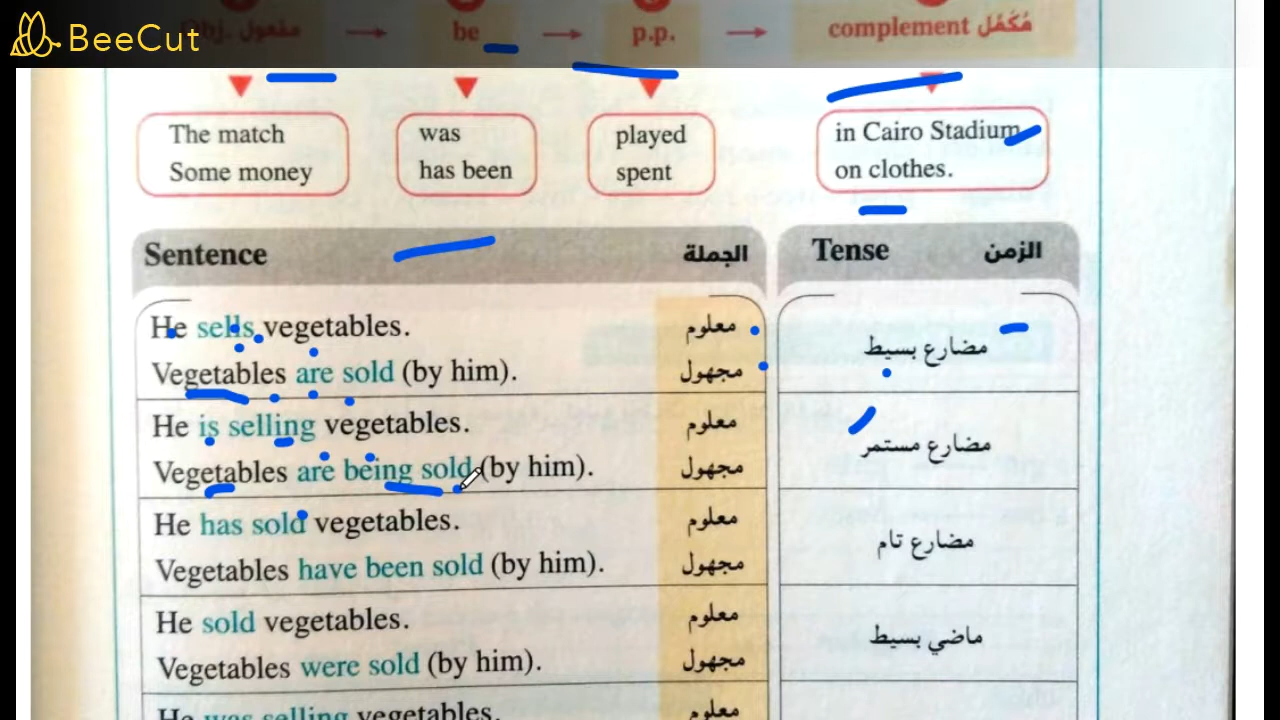 BeeCut
Obj. مفعول → be → p.p. → complement مُكَمِّل
The match was played in Cairo Stadium
Some money has been spent on clothes.
Sentence الجملة Tense الزمن
He sells vegetables. معلوم
مضارع بسيط
Vegetables are sold (by him). مجهول
He is selling vegetables. معلوم
مضارع مستمر
Vegetables are being sold (by him). مجهول
He has sold vegetables. معلوم
مضارع تام
Vegetables have been sold (by him). مجهول
He sold vegetables. معلوم
ماضي بسيط
Vegetables were sold (by him). مجهول
He was selling vegetables. معلوم